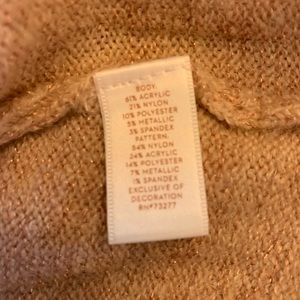 BODY:
61% ACRYLIC
21% NYLON
10% POLYESTER
5% METALLIC
3% SPANDEX
PATTERN:
54% NYLON
24% ACRYLIC
14% POLYESTER
7% METALLIC
1% SPANDEX
EXCLUSIVE OF
DECORATION
RN#73277